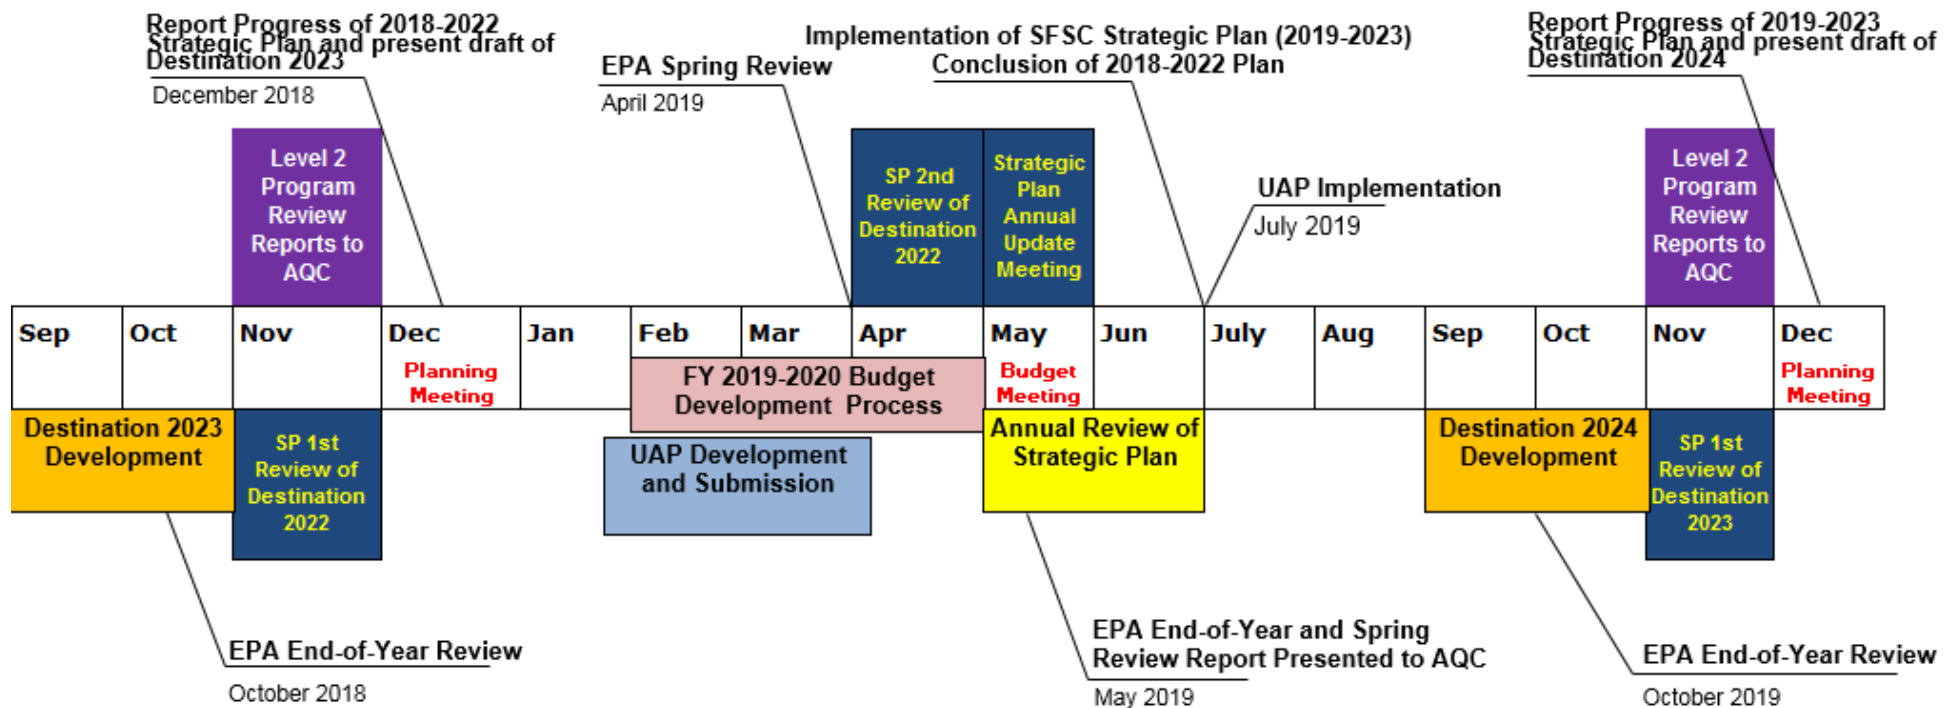 Report Progress of 2018-2022
Strategic Plan and present draft of
Destination 2023
December 2018
EPA Spring Review
April 2019
Implementation of SFSC Strategic Plan (2019-2023)
Conclusion of 2018-2022 Plan
Report Progress of 2019-2023
Strategic Plan and present draft of
Destination 2024
Level 2
Program
Review
Reports to
AQC
SP 2nd
Review of
Destination
2022
Strategic
Plan
Annual
Update
Meeting
UAP Implementation
July 2019
Level 2
Program
Review
Reports to
AQC
Sep
Oct
Nov
Dec
Planning
Meeting
Jan
Feb
Mar
Apr
May
Budget
Meeting
Jun
July
Aug
Sep
Oct
Nov
Dec
Planning
Meeting
FY 2019-2020 Budget
Development Process
Destination 2023
Development
SP 1st
Review of
Destination
2022
UAP Development
and Submission
Annual Review of
Strategic Plan
Destination 2024
Development
SP 1st
Review of
Destination
2023
EPA End-of-Year Review
October 2018
EPA End-of-Year and Spring
Review Report Presented to AQC
May 2019
EPA End-of-Year Review
October 2019